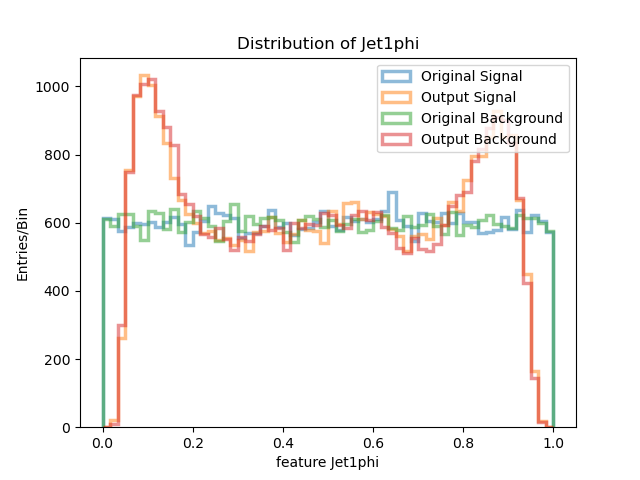 Distribution of Jet1phi
Original Signal
Output Signal
Original Background
Output Background
Entries/Bin
1000
800
600
400
200
0
0.0 0.2 0.4 0.6 0.8 1.0
feature Jet1phi